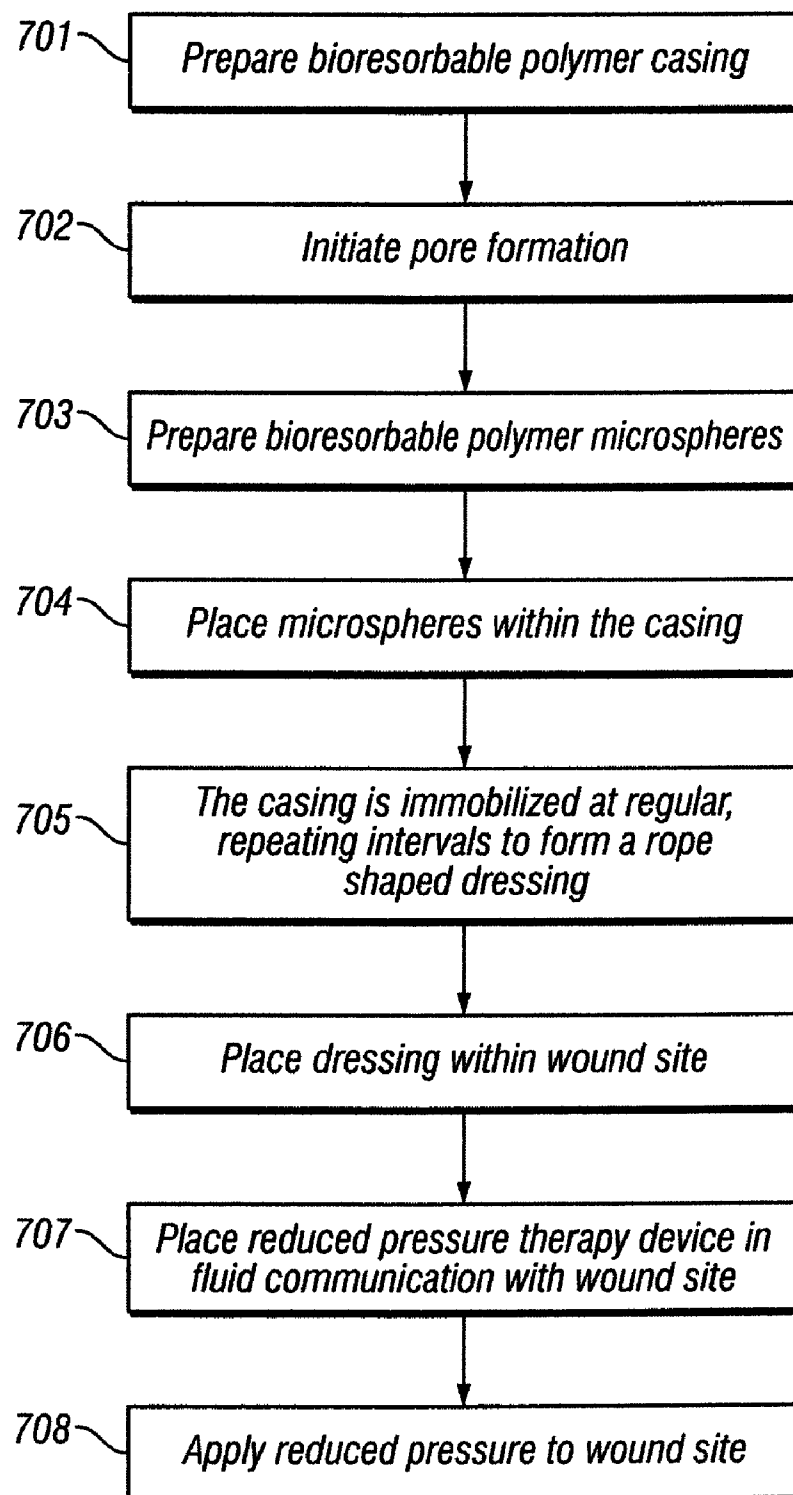 701
Prepare bioresorbable polymer casing
702
Initiate pore formation
703
Prepare bioresorbable polymer microspheres
704
Place microspheres within the casing
705
The casing is immobilized at regular,
repeating intervals to form a rope
shaped dressing
706
Place dressing within wound site
707
Place reduced pressure therapy device in
fluid communication with wound site
708
Apply reduced pressure to wound site